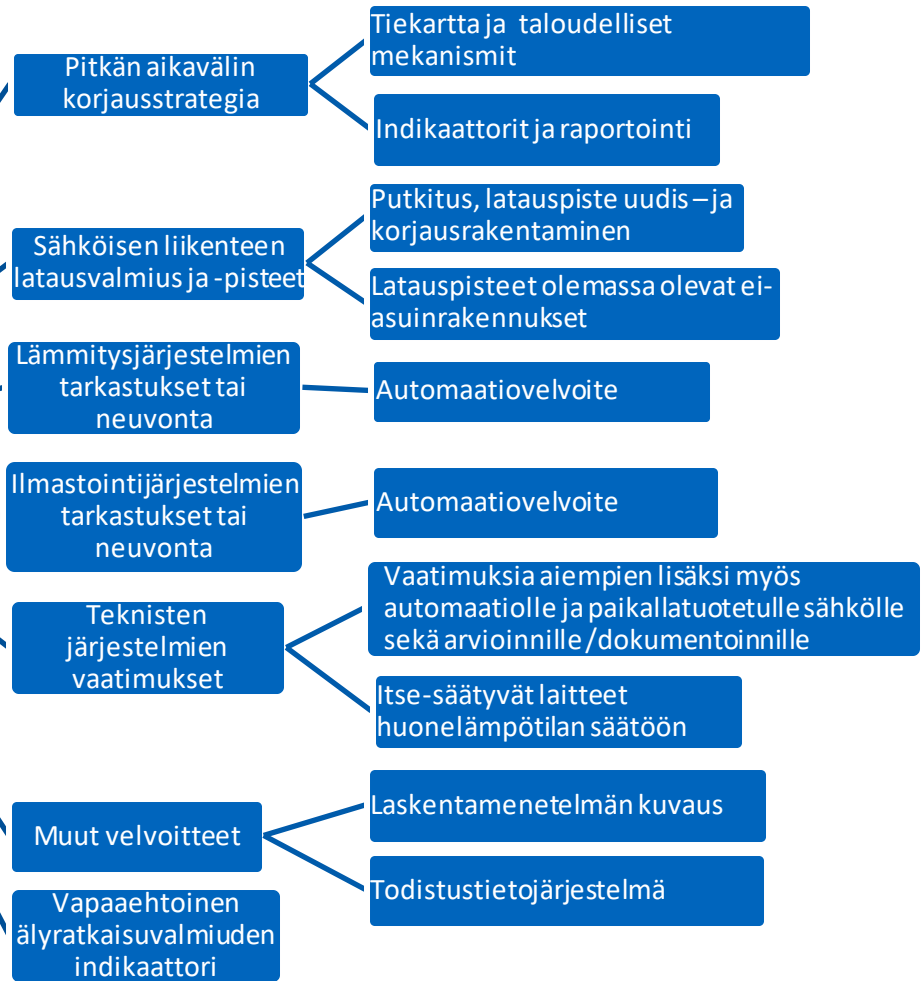 Pitkän aikavälin
korjausstrategia
Tiekartta ja taloudelliset
mekanismit
Indikaattorit ja raportointi
Sähköisen liikenteen
latausvalmius ja -pisteet
Putkitus, latauspiste uudis – ja
korjausrakentaminen
Latauspisteet olemassa olevat ei-
asuinrakennukset
Lämmitysjärjestelmien
tarkastukset tai
neuvonta
Automaatiovelvoite
Ilmastointijärjestelmien
tarkastukset tai
neuvonta
Automaatiovelvoite
Teknisten
järjestelmien
vaatimukset
Vaatimuksia aiempien lisäksi myös
automaatiolle ja paikallatuotetulle sähkölle
sekä arvioinnille /dokumentoinnille
Itse-säätyvät laitteet
huonelämpötilan säätöön
Muut velvoitteet
Laskentamenetelmän kuvaus
Todistustietojärjestelmä
Vapaaehtoinen
älyratkaisuvalmiuden
indikaattori